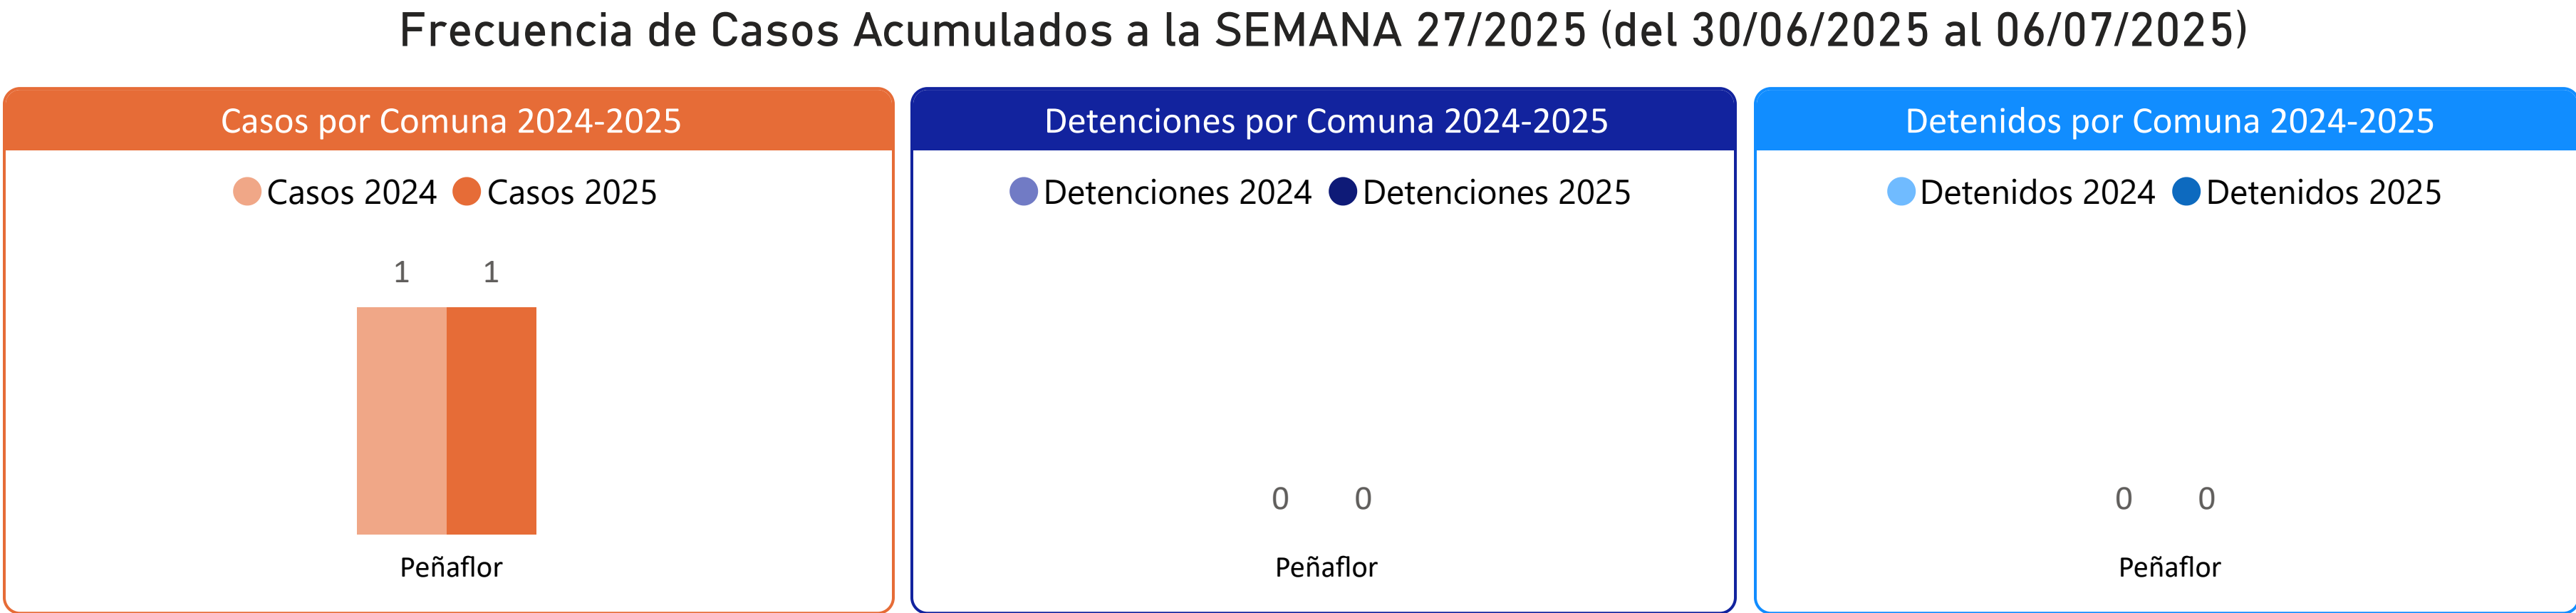 Frecuencia de Casos Acumulados a la SEMANA 27/2025 (del 30/06/2025 al 06/07/2025)
Casos por Comuna 2024-2025
Casos 2024 Casos 2025
1 1
Peñaflor
Detenciones por Comuna 2024-2025
Detenciones 2024 Detenciones 2025
0 0
Peñaflor
Detenidos por Comuna 2024-2025
Detenidos 2024 Detenidos 2025
0 0
Peñaflor